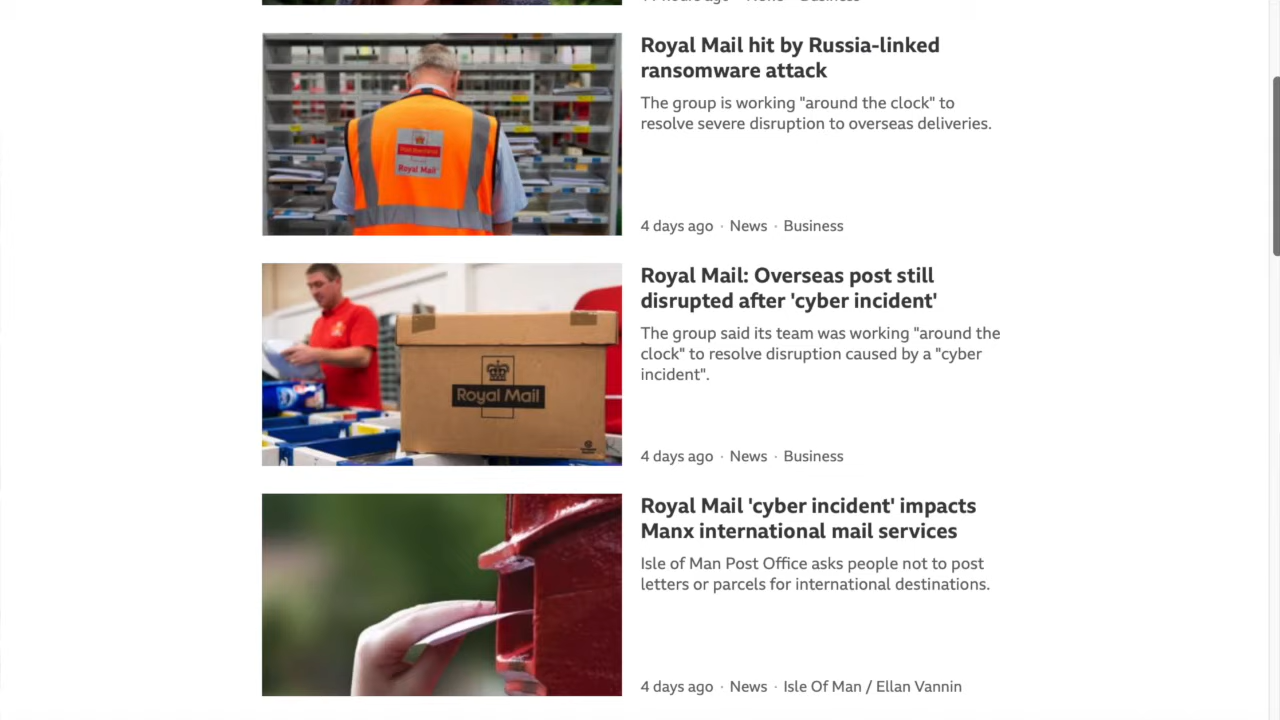 Royal Mail hit by Russia-linked
ransomware attack
The group is working "around the clock" to
resolve severe disruption to overseas deliveries.
4 days ago · News · Business
Royal Mail
Royal Mail: Overseas post still
disrupted after 'cyber incident'
The group said its team was working "around the
clock" to resolve disruption caused by a "cyber
incident".
4 days ago · News · Business
Royal Mail
Royal Mail 'cyber incident' impacts
Manx international mail services
Isle of Man Post Office asks people not to post
letters or parcels for international destinations.
4 days ago · News · Isle Of Man / Ellan Vannin